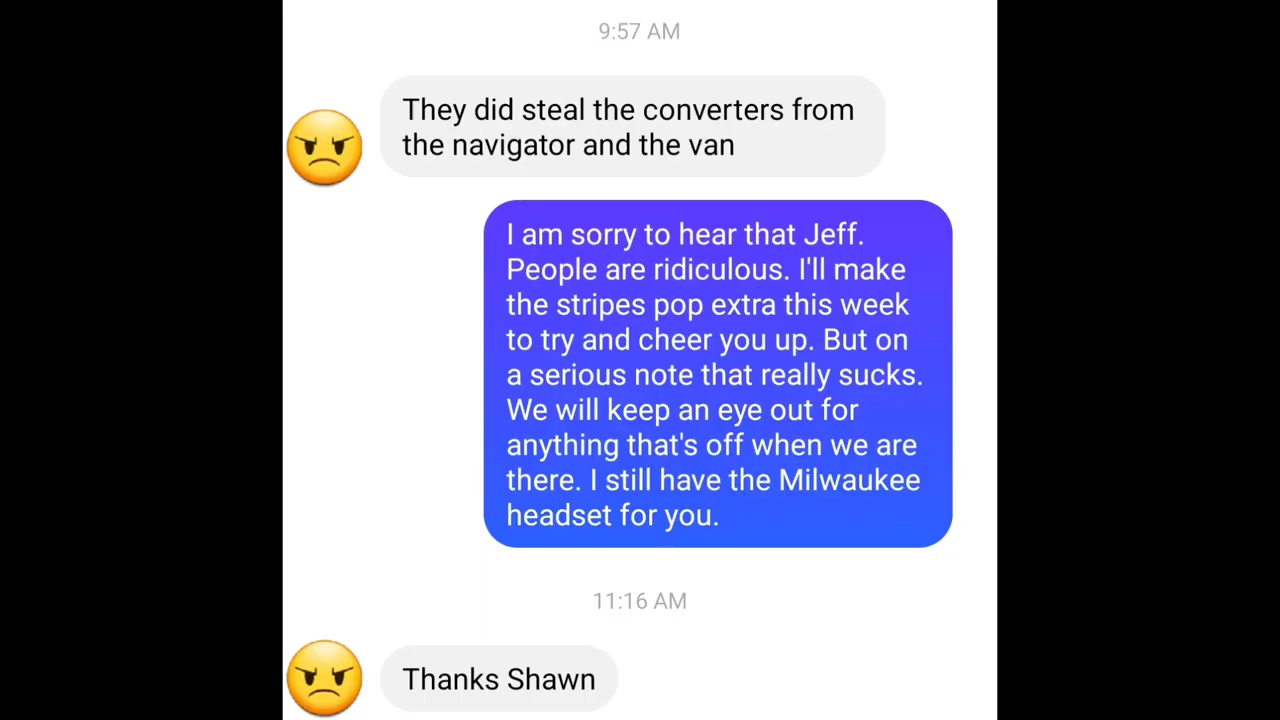 9:57 AM
They did steal the converters from
the navigator and the van
I am sorry to hear that Jeff.
People are ridiculous. I'll make
the stripes pop extra this week
to try and cheer you up. But on
a serious note that really sucks.
We will keep an eye out for
anything that's off when we are
there. I still have the Milwaukee
headset for you.
11:16 AM
Thanks Shawn